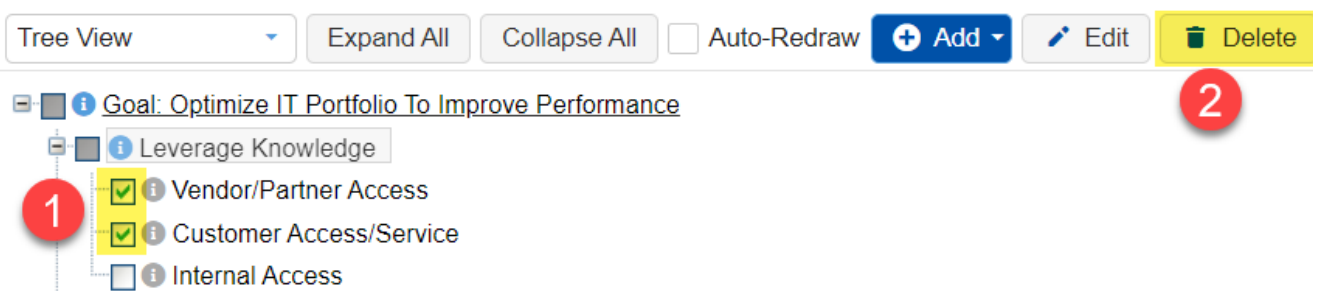 Tree View Expand All Collapse All Auto-Redraw Add Edit Delete
Goal: Optimize IT Portfolio To Improve Performance
2
Leverage Knowledge
1
Vendor/Partner Access
Customer Access/Service
Internal Access